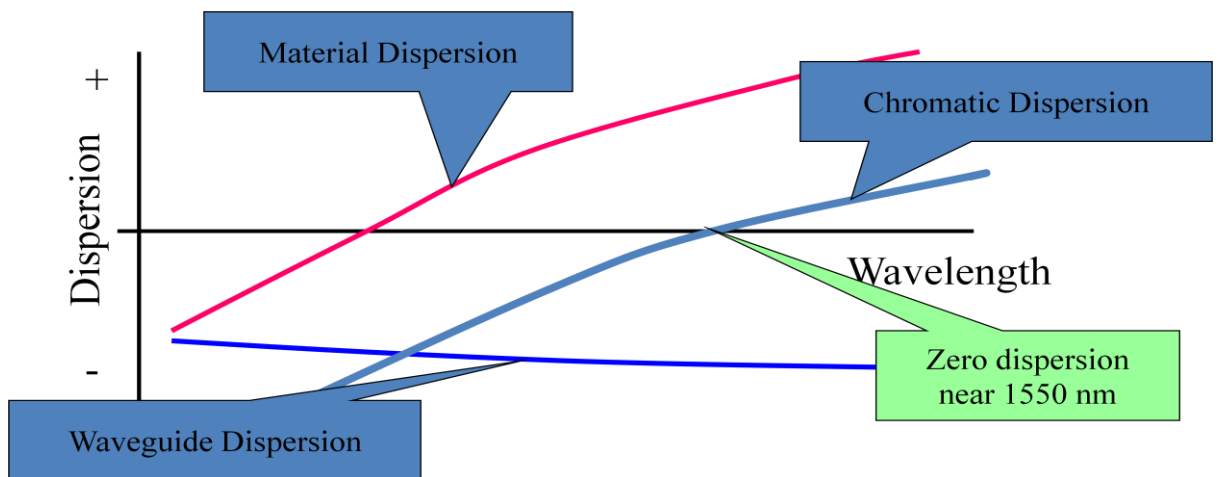 Material Dispersion
Chromatic Dispersion
+
Dispersion
-
Wavelength
Zero dispersion
near 1550 nm
Waveguide Dispersion